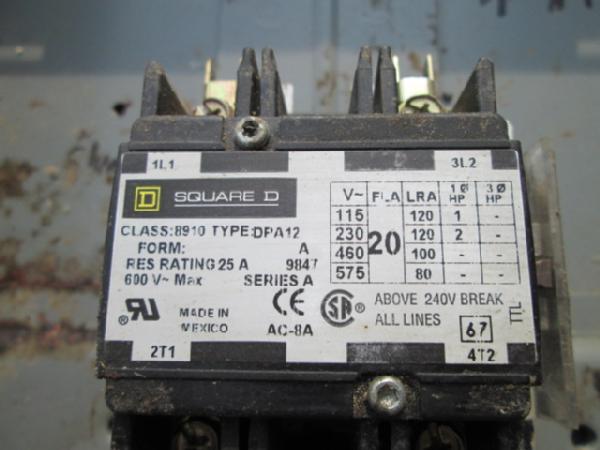 1L1 3L2
D SQUARE D
CLASS:8910 TYPE:DPA12
FORM: A
RES RATING 25 A 9847
600 V~ Max SERIES A
V~ FLA LRA 1Ø HP 3Ø HP
115 20 120 1 -
230 120 2 -
460 100 - -
575 80 - -
MADE IN
MEXICO
CE
AC-8A
ABOVE 240V BREAK
ALL LINES
67
2T1 4T2